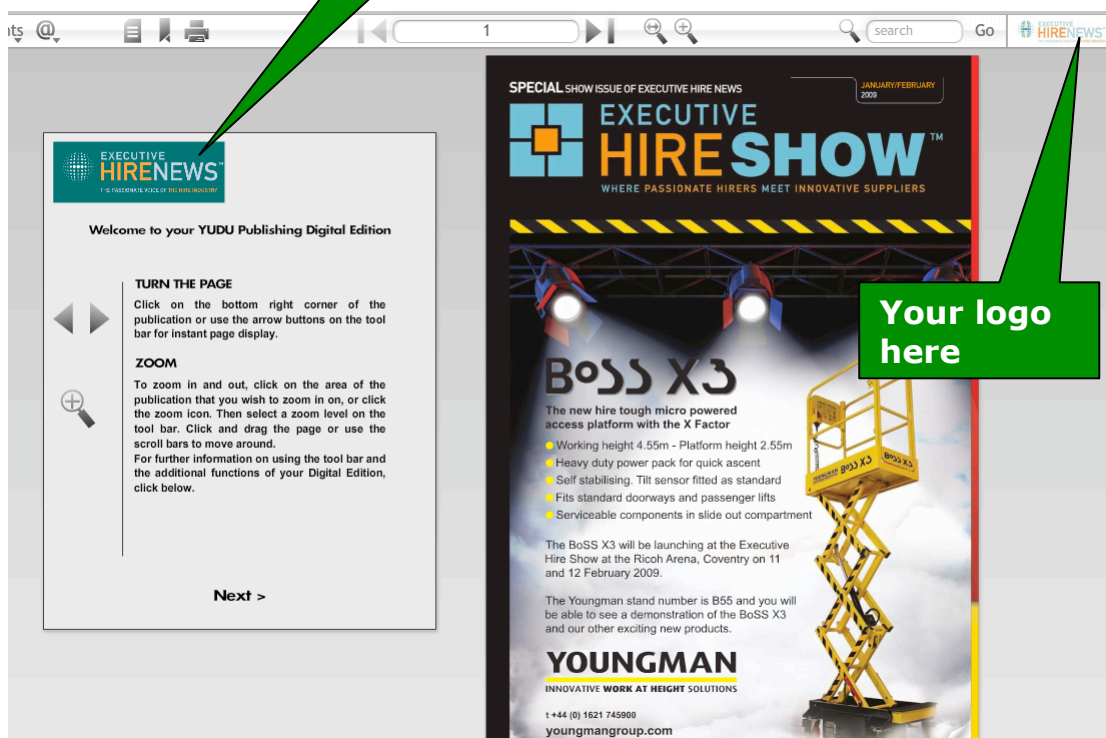 1
search
Go
EXECUTIVE
HIRENEWS
SPECIAL SHOW ISSUE OF EXECUTIVE HIRE NEWS
JANUARY/FEBRUARY
2009
EXECUTIVE
HIRE SHOW™
WHERE PASSIONATE HIRERS MEET INNOVATIVE SUPPLIERS
EXECUTIVE
HIRENEWS™
THE PASSIONATE VOICE OF THE HIRE INDUSTRY
Welcome to your YUDU Publishing Digital Edition
TURN THE PAGE
Click on the bottom right corner of the
publication or use the arrow buttons on the tool
bar for instant page display.
ZOOM
To zoom in and out, click on the area of the
publication that you wish to zoom in on, or click
the zoom icon. Then select a zoom level on the
tool bar. Click and drag the page or use the
scroll bars to move around.
For further information on using the tool bar and
the additional functions of your Digital Edition,
click below.
Next >
Your logo
here
BoSS X3
The new hire tough micro powered
access platform with the X Factor
Working height 4.55m - Platform height 2.55m
Heavy duty power pack for quick ascent
Self stabilising. Tilt sensor fitted as standard
Fits standard doorways and passenger lifts
Serviceable components in slide out compartment
YOUNGMAN BoSS X3 BoSS X3
The BoSS X3 will be launching at the Executive
Hire Show at the Ricoh Arena, Coventry on 11
and 12 February 2009.
The Youngman stand number is B55 and you will
be able to see a demonstration of the BoSS X3
and our other exciting new products.
YOUNGMAN
INNOVATIVE WORK AT HEIGHT SOLUTIONS
t +44 (0) 1621 745900
youngmangroup.com